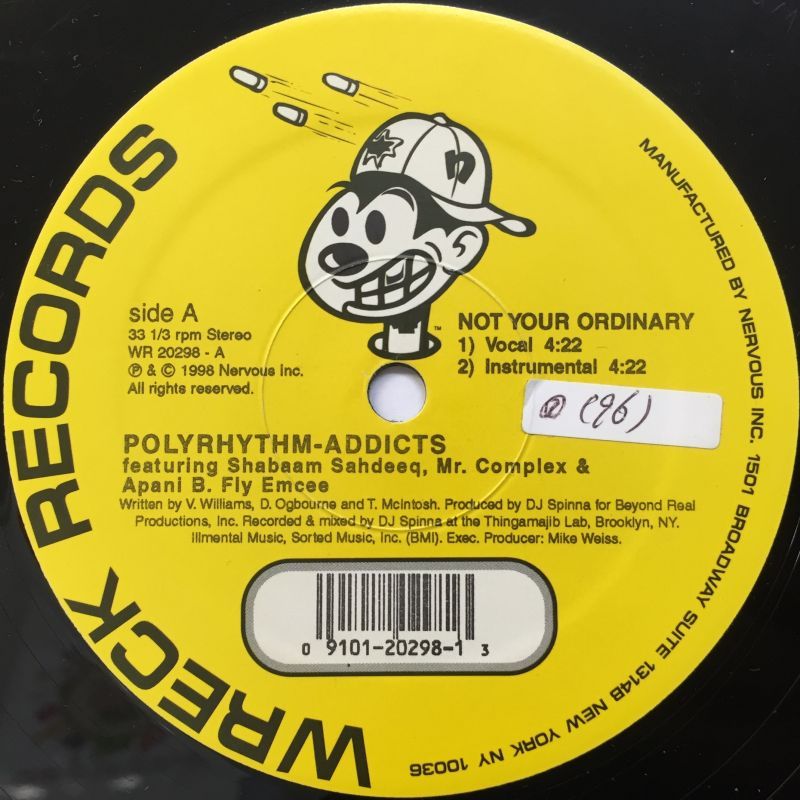 WRECK RECORDS
n
side A
33 1/3 rpm Stereo
WR 20298 - A
℗ & © 1998 Nervous Inc.
All rights reserved.
™
NOT YOUR ORDINARY
1) Vocal 4:22
2) Instrumental 4:22
(96)
POLYRHYTHM-ADDICTS
featuring Shabaam Sahdeeq, Mr. Complex &
Apani B. Fly Emcee
Written by V. Williams, D. Ogbourne and T. McIntosh. Produced by DJ Spinna for Beyond Real
Productions, Inc. Recorded & mixed by DJ Spinna at the Thingamajib Lab, Brooklyn, NY.
Illmental Music, Sorted Music, Inc. (BMI). Exec. Producer: Mike Weiss.
0 9101-20298-1 3
MANUFACTURED BY NERVOUS INC. 1501 BROADWAY SUITE 1314B NEW YORK NY 10036